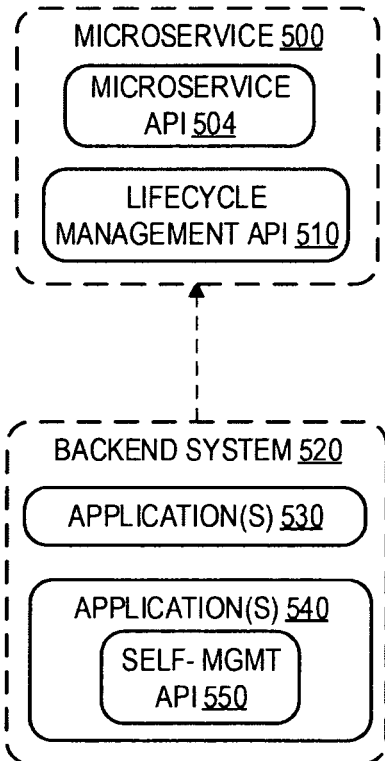 MICROSERVICE 500
MICROSERVICE
API 504
LIFECYCLE
MANAGEMENT API 510
BACKEND SYSTEM 520
APPLICATION(S) 530
APPLICATION(S) 540
SELF- MGMT
API 550